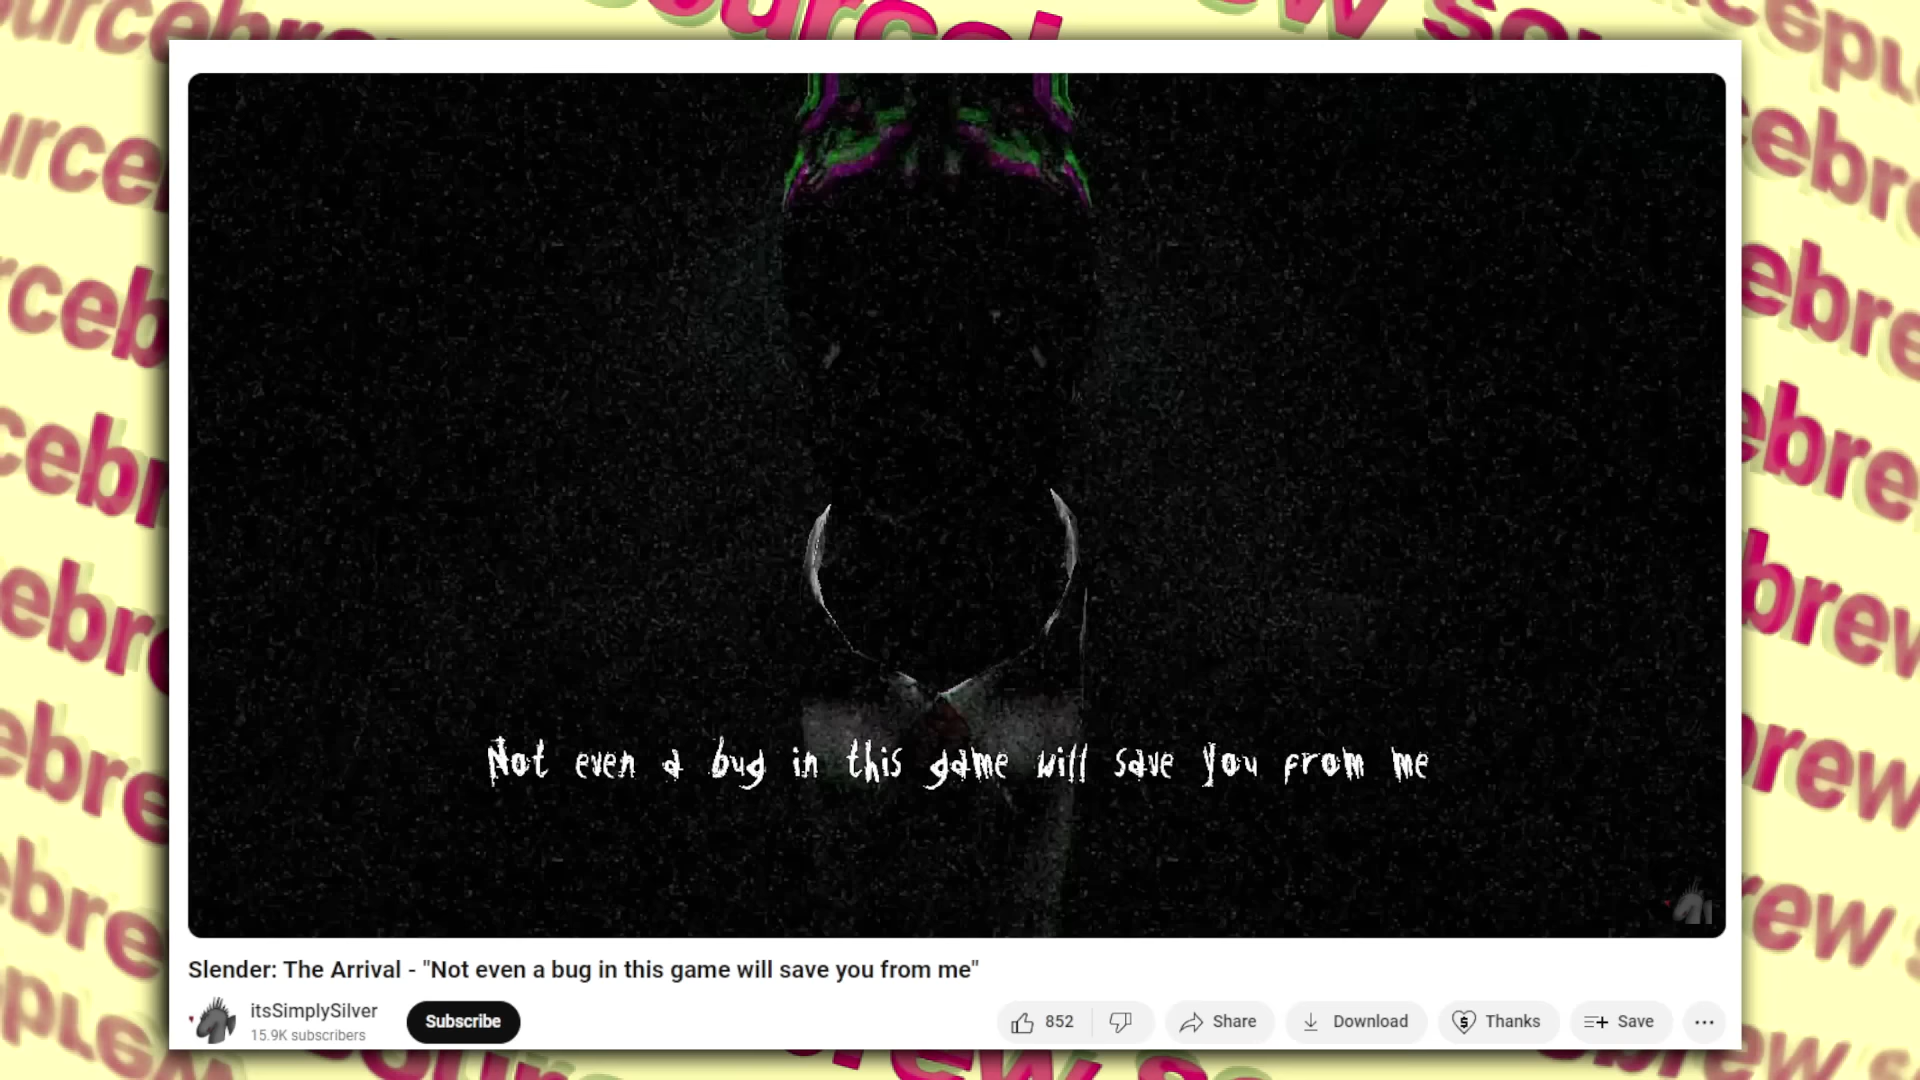 Not even a bug in this game will save you from me
Slender: The Arrival - "Not even a bug in this game will save you from me"
itsSimplySilver
15.9K subscribers
Subscribe
852
Share
Download
Thanks
Save